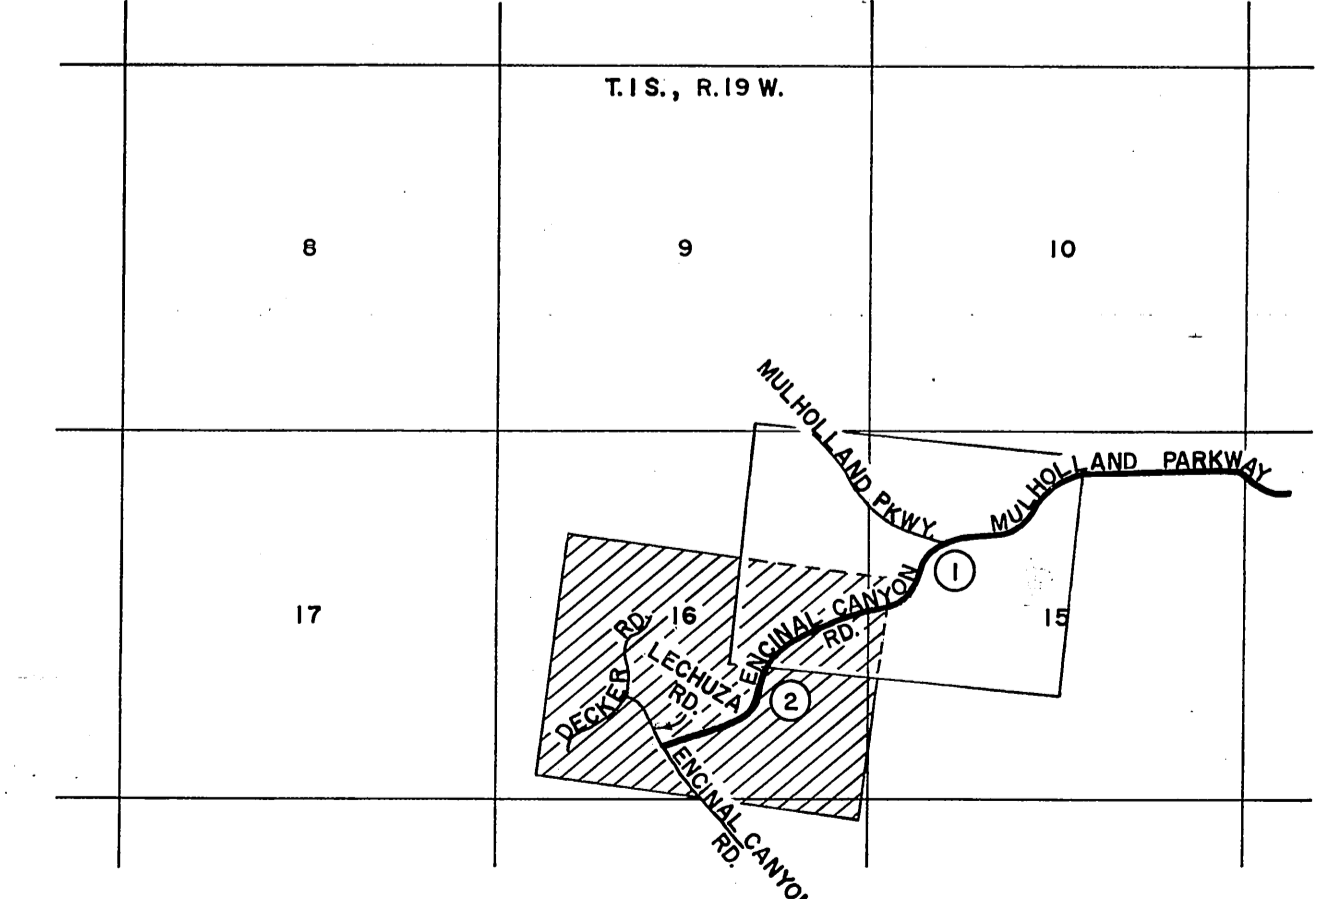 T.1S., R.19 W.
8
9
10
MULHOLLAND PKWY.
MULHOLLAND PARKWAY
1
17
16
15
ENCINAL CANYON
RD.
DECKER RD.
LECHUZA
RD.
2
ENCINAL CANYON
RD.